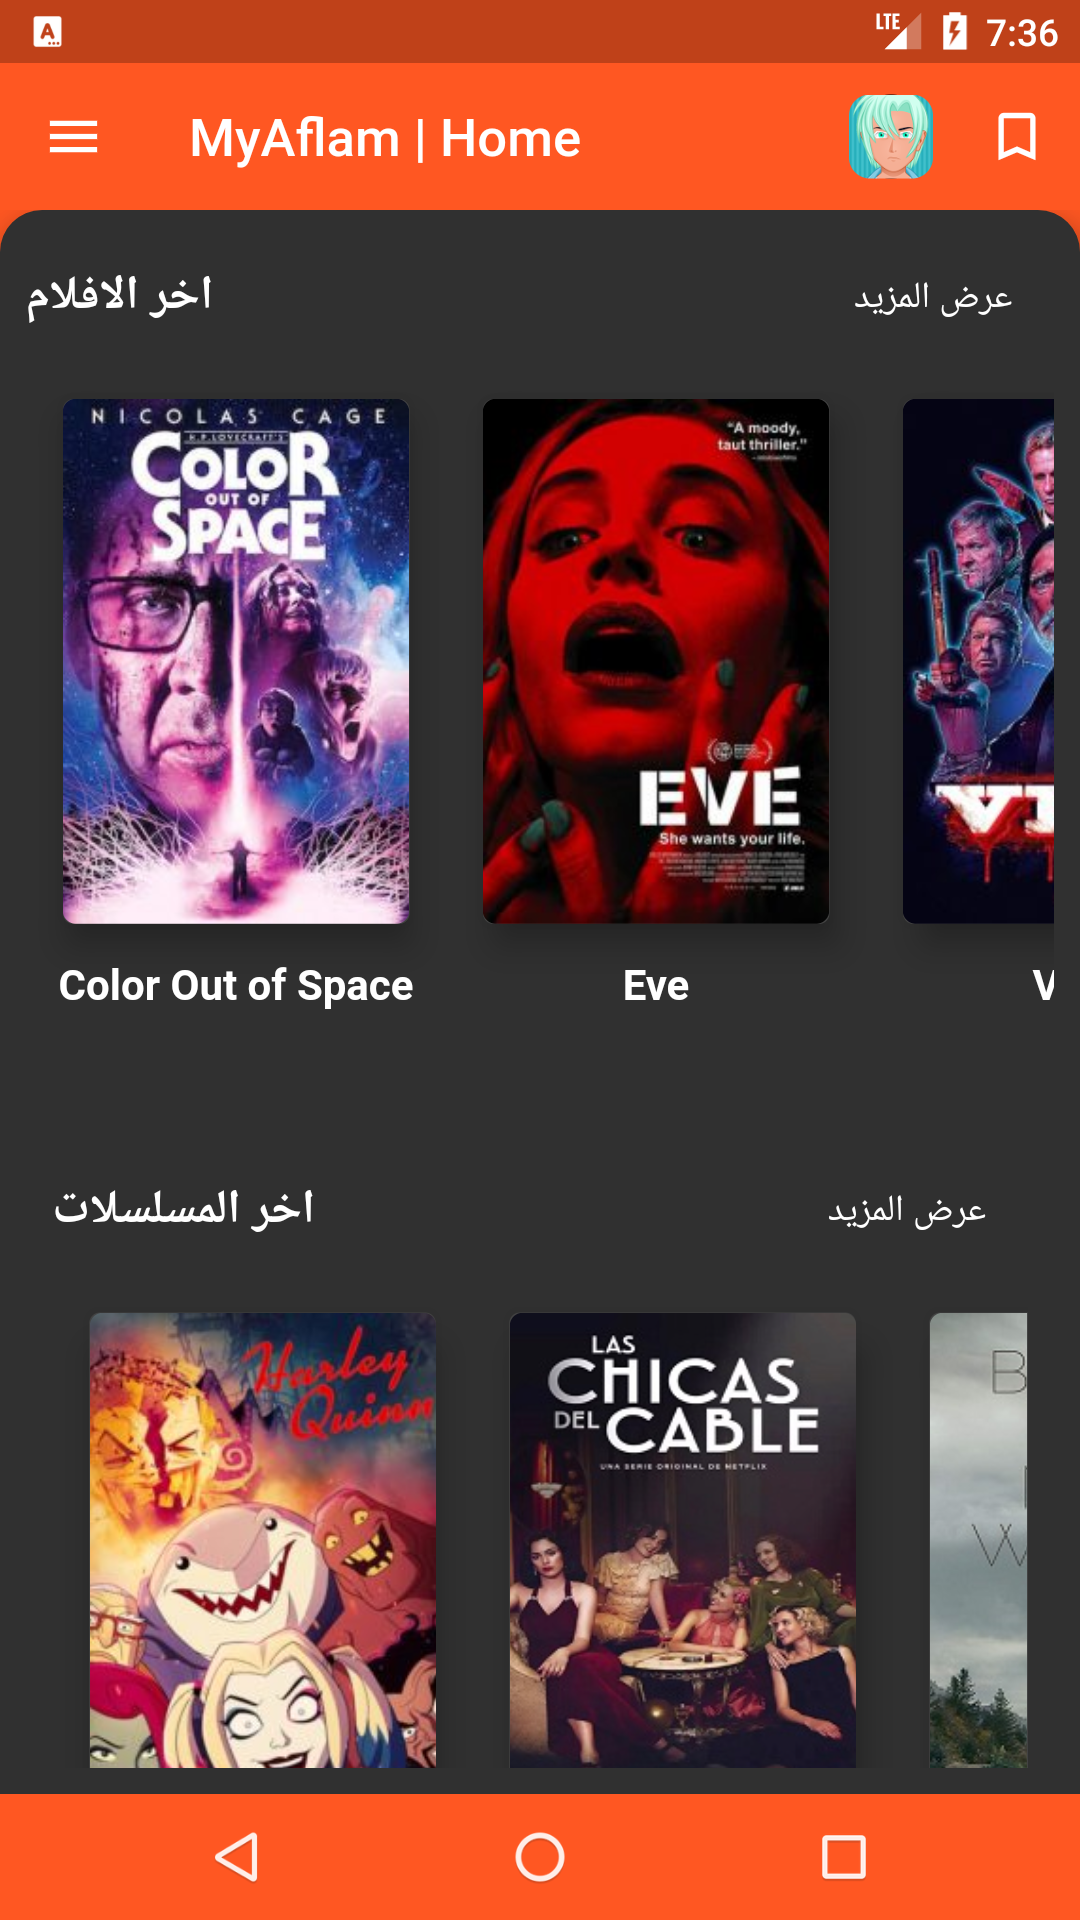 LTE 7:36
MyAflam | Home
اخر الافلام
عرض المزيد
NICOLAS CAGE
H.P. LOVECRAFT'S
COLOR
OUT OF
SPACE
"A moody,
taut thriller."
EVE
She wants your life.
VI
Color Out of Space
Eve
V
اخر المسلسلات
عرض المزيد
Harley
Quinn
LAS
CHICAS
DEL CABLE
UNA SERIE ORIGINAL DE NETFLIX
B
W